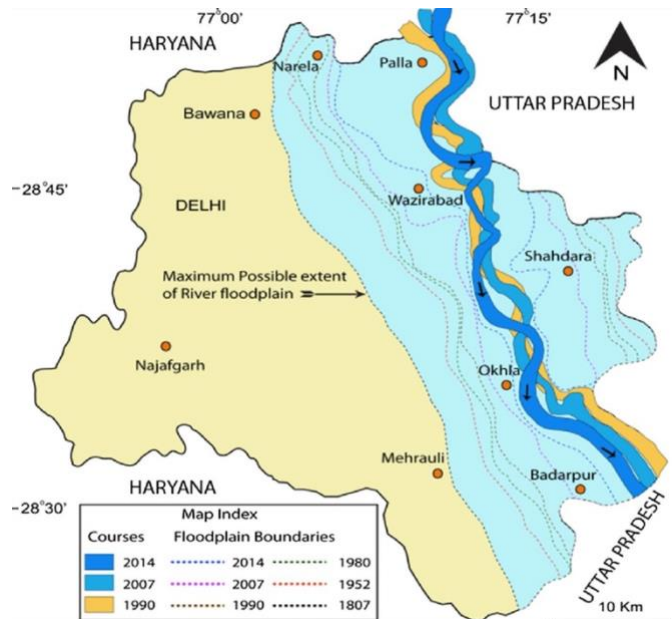 77°00'
77°15'
HARYANA
Narela
Palla
N
UTTAR PRADESH
Bawana
28°45'
DELHI
Wazirabad
Shahdara
Maximum Possible extent
of River floodplain
Najafgarh
Okhla
Mehrauli
Badarpur
HARYANA
28°30'
UTTAR PRADESH
Map Index
Courses Floodplain Boundaries
2014 2014 1980
2007 2007 1952
1990 1990 1807
10 Km